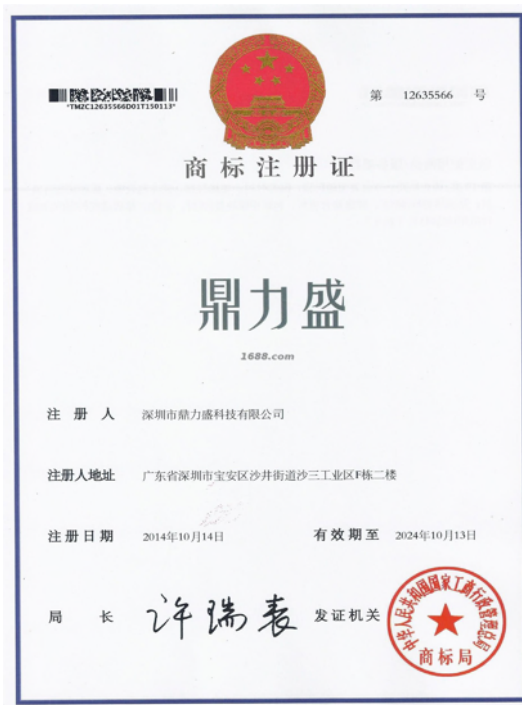 第 12635566 号
*TMZC12635566D01T150113*
商标注册证
鼎力盛
1688.com
注册人 深圳市鼎力盛科技有限公司
注册人地址 广东省深圳市宝安区沙井街道沙三工业区F栋二楼
注册日期 2014年10月14日 有效期至 2024年10月13日
局长 许瑞表 发证机关
中华人民共和国国家工商行政管理总局
商标局